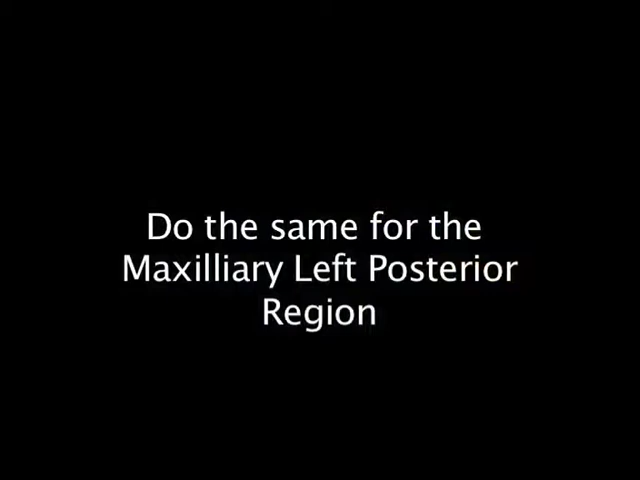 Do the same for the
Maxilliary Left Posterior
Region